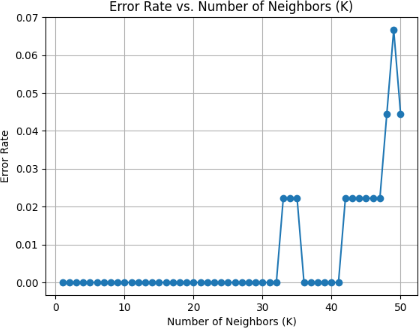 Error Rate vs. Number of Neighbors (K)
0.07
0.06
0.05
0.04
0.03
0.02
0.01
0.00
Error Rate
0 10 20 30 40 50
Number of Neighbors (K)